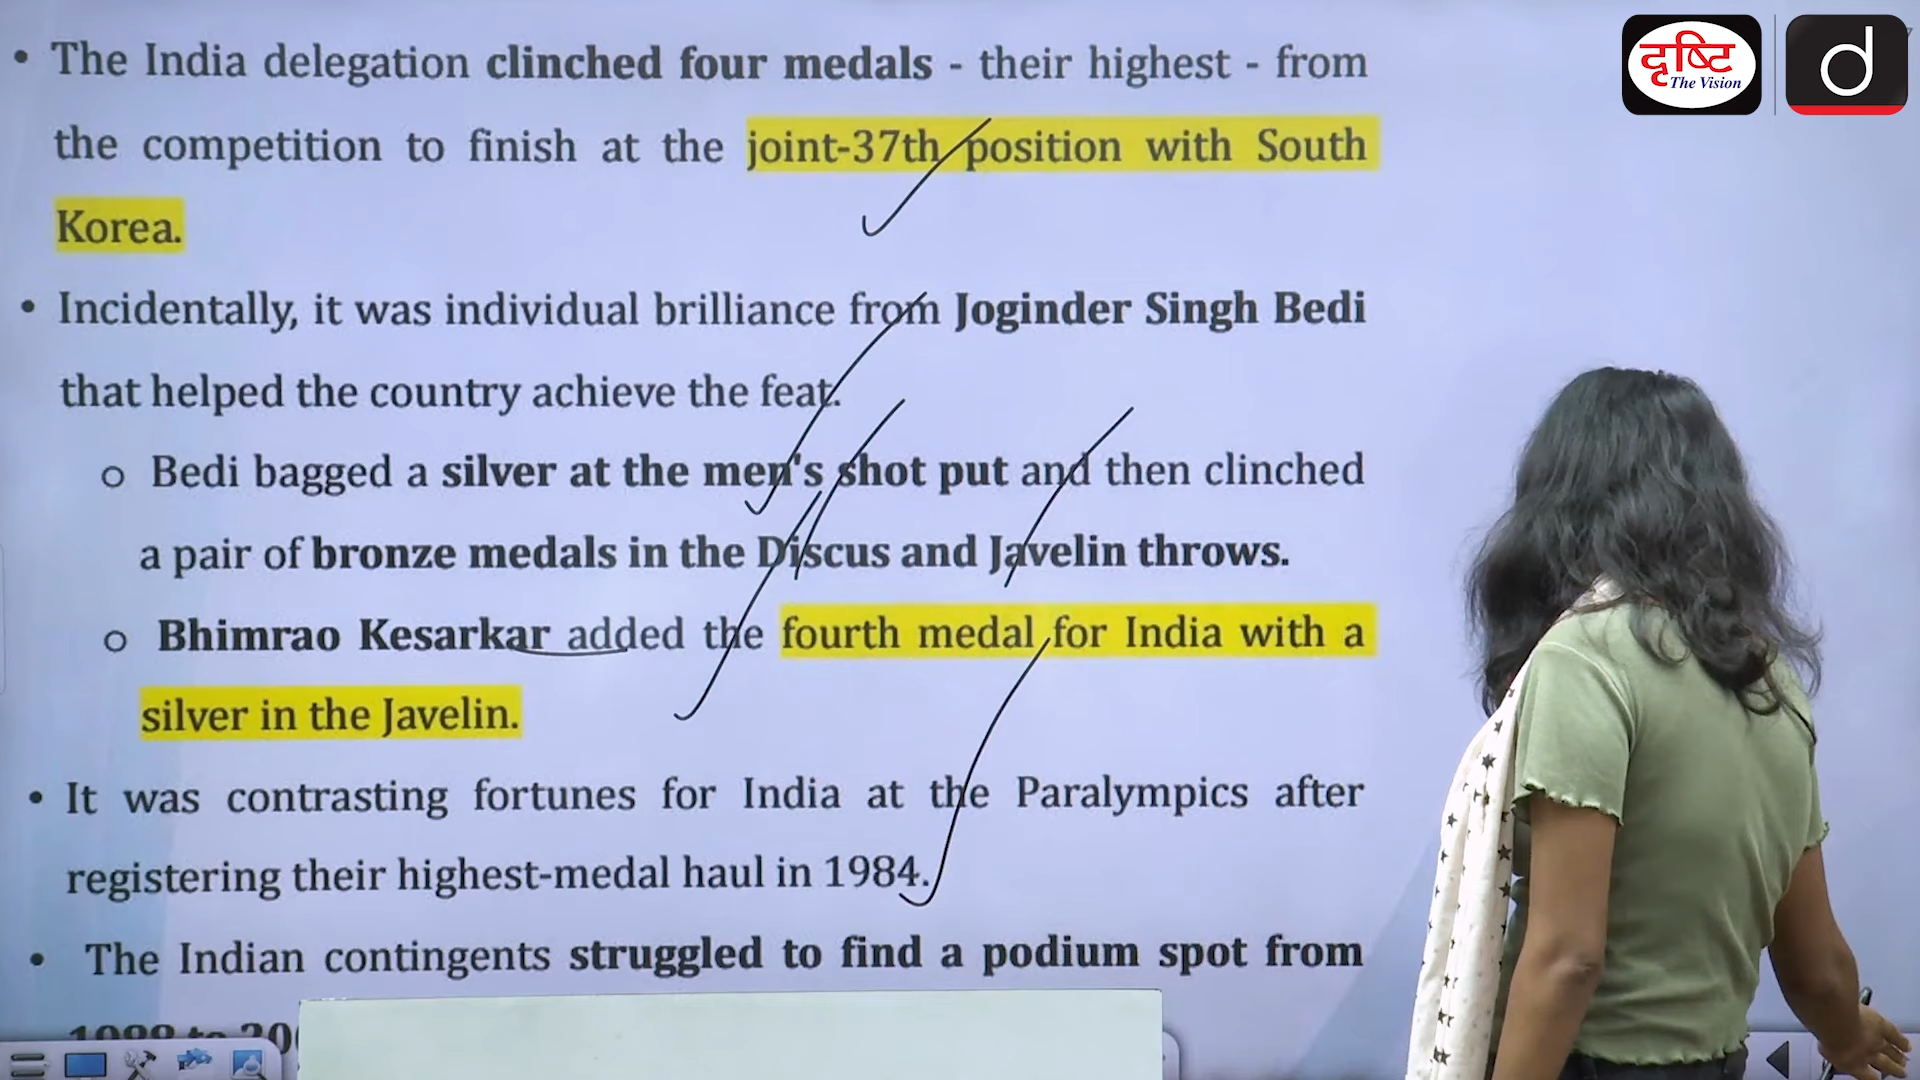 • The India delegation clinched four medals - their highest - from
the competition to finish at the joint-37th position with South
Korea.
• Incidentally, it was individual brilliance from Joginder Singh Bedi
that helped the country achieve the feat.
o Bedi bagged a silver at the men's shot put and then clinched
a pair of bronze medals in the Discus and Javelin throws.
o Bhimrao Kesarkar added the fourth medal for India with a
silver in the Javelin.
• It was contrasting fortunes for India at the Paralympics after
registering their highest-medal haul in 1984.
• The Indian contingents struggled to find a podium spot from
1988 to
दृष्टि
The Vision
d